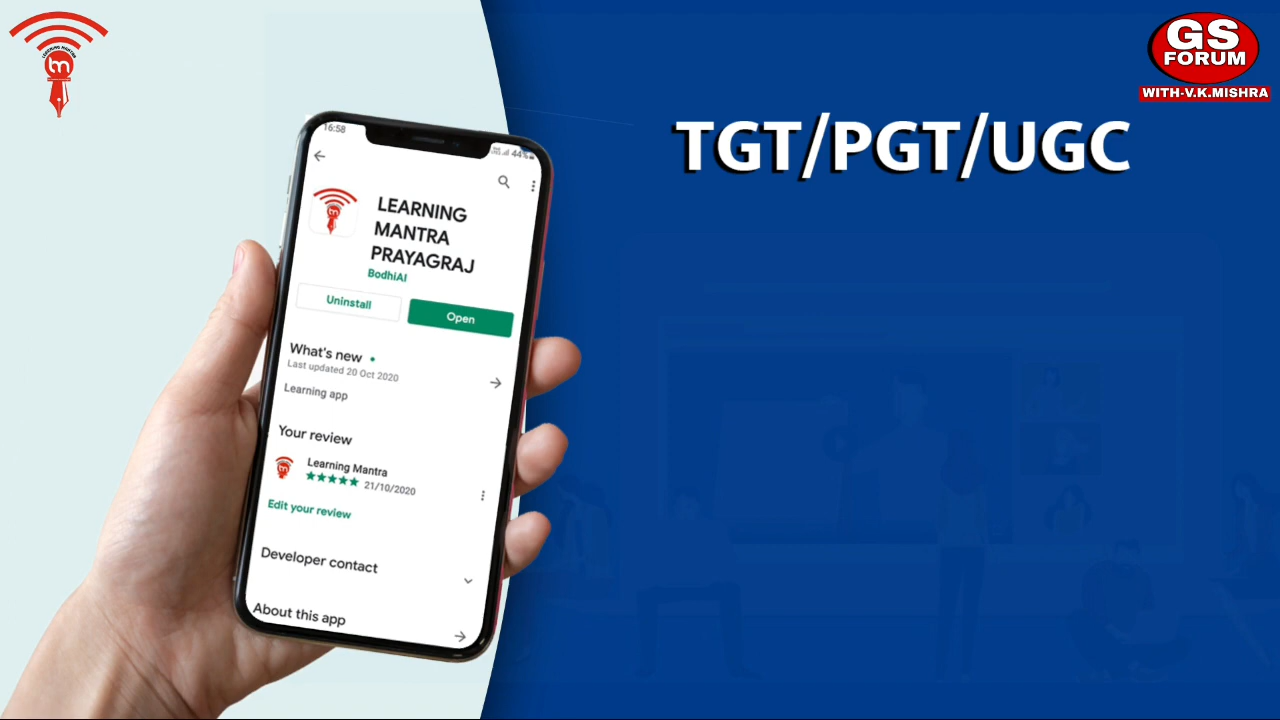 LEARNING MANTRA
GS
FORUM
WITH-V.K.MISHRA
TGT/PGT/UGC
16:58
44%
LEARNING
MANTRA
PRAYAGRAJ
BodhiAI
Uninstall
Open
What's new
Last updated 20 Oct 2020
Learning app
Your review
Learning Mantra
21/10/2020
Edit your review
Developer contact
About this app